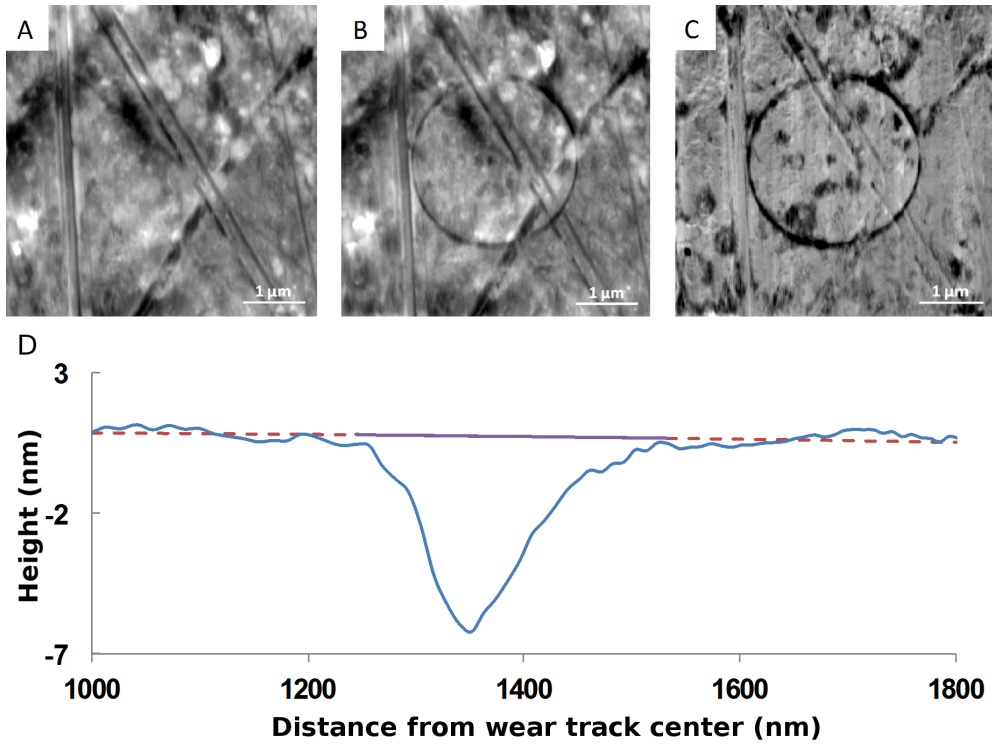 A
B
C
1 µm
1 µm
1 µm
D
3
-2
-7
Height (nm)
1000
1200
1400
1600
1800
Distance from wear track center (nm)